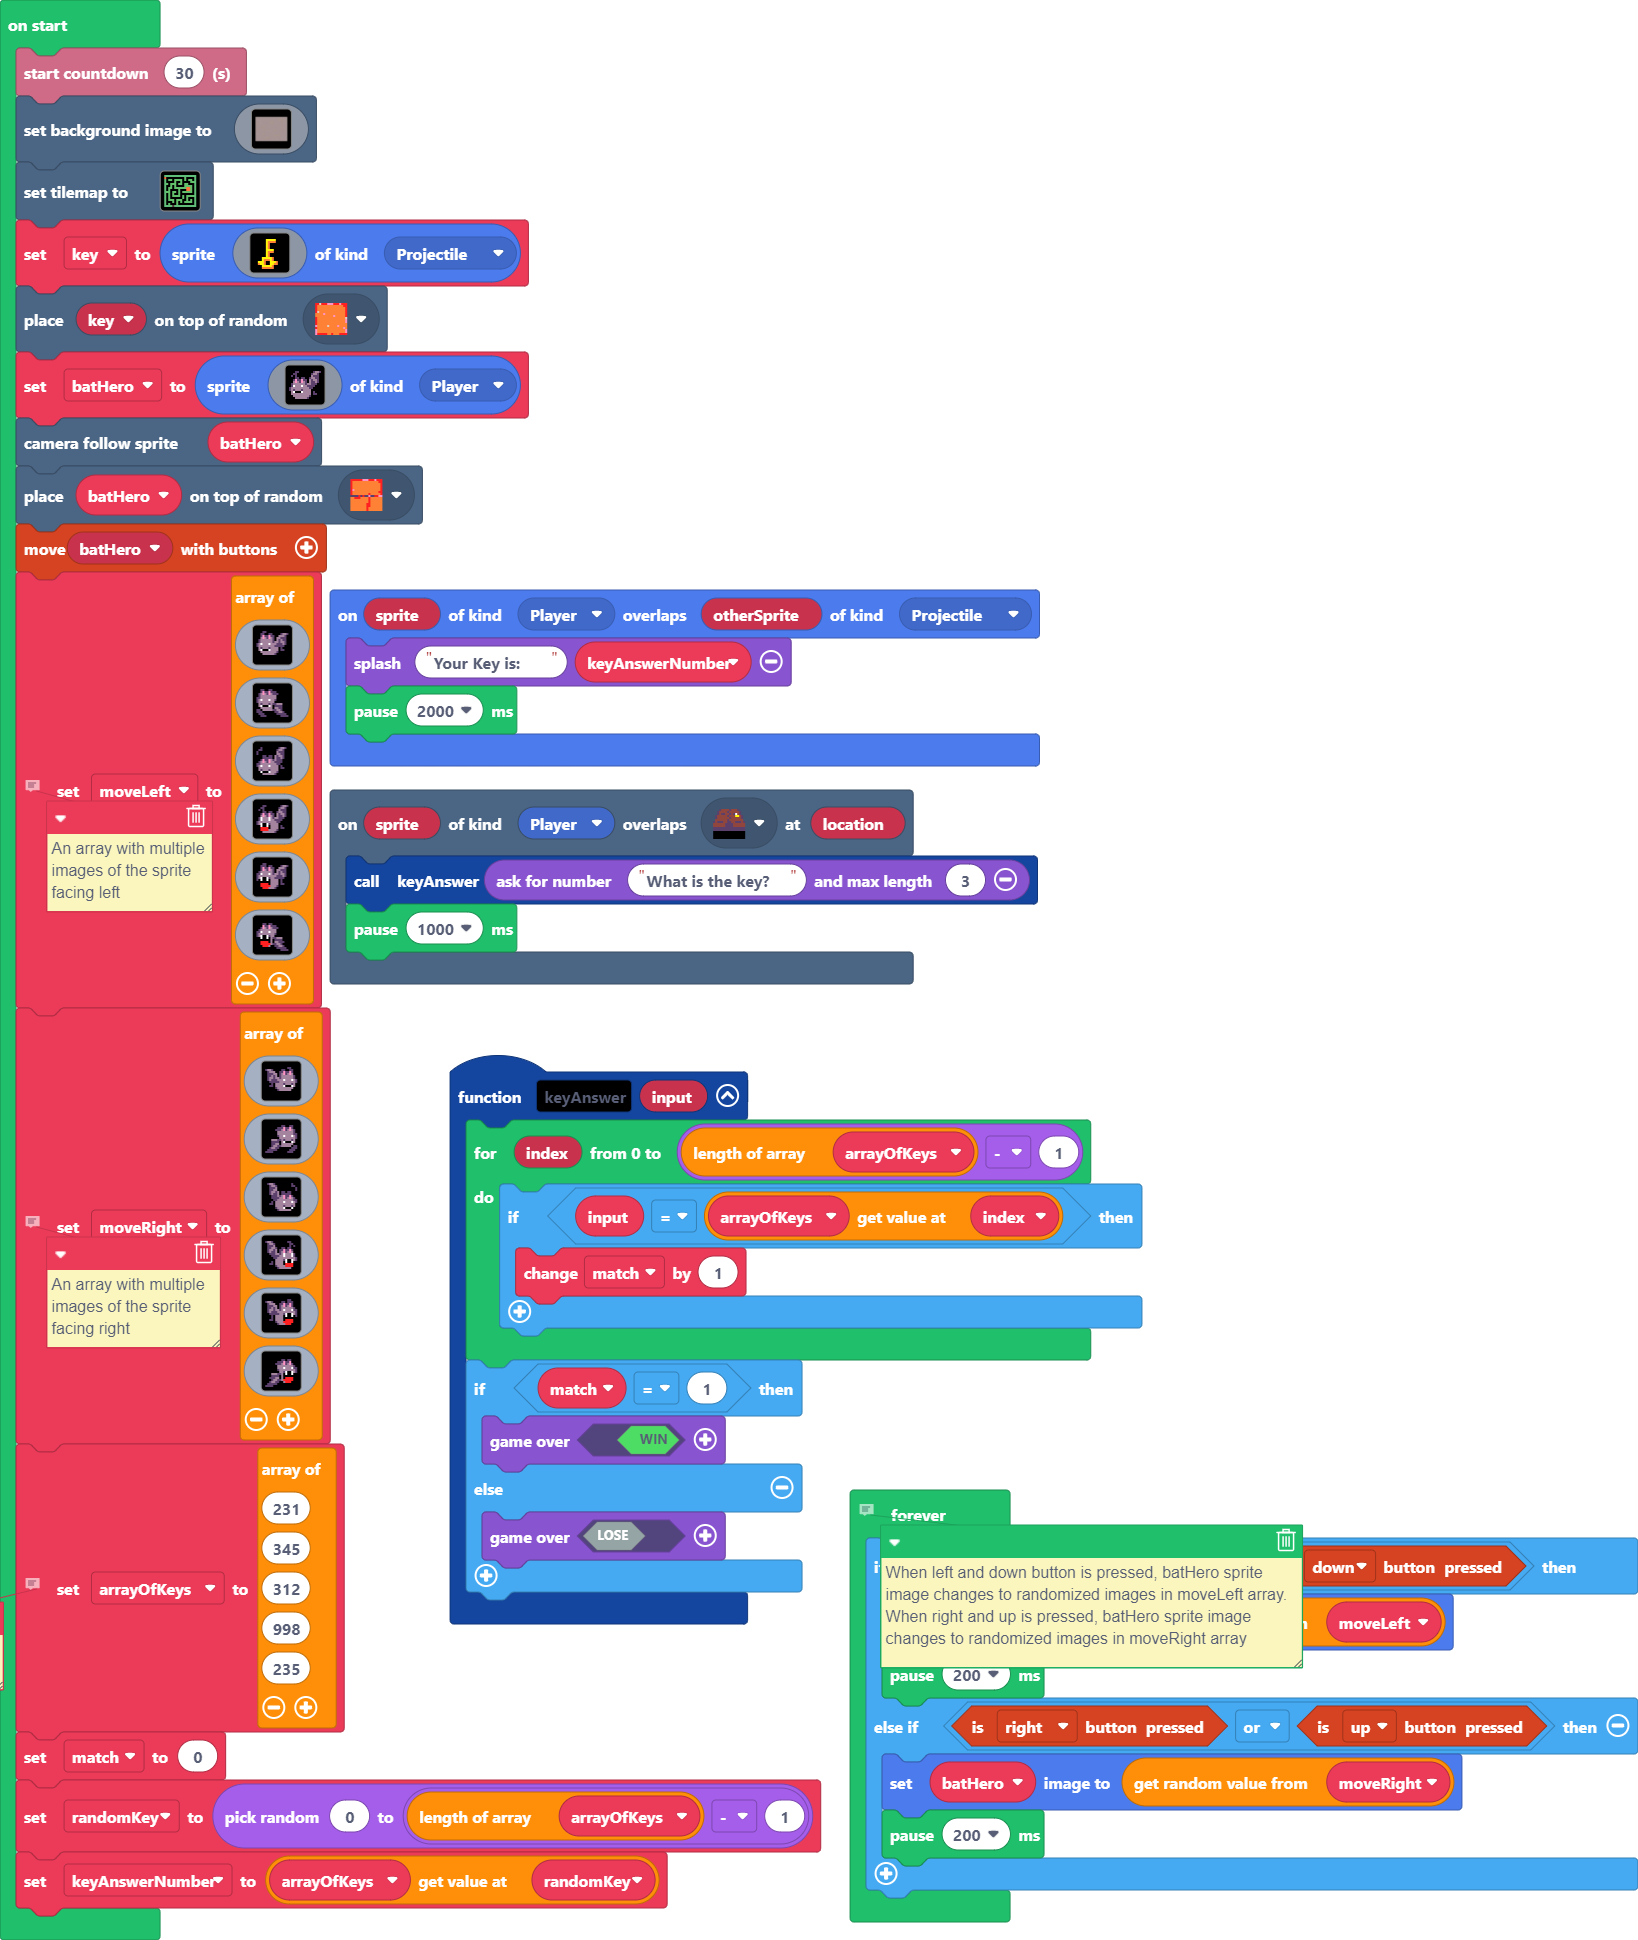 on start
start countdown 30 (s)
set background image to
set tilemap to
set key to sprite of kind Projectile
place key on top of random
set batHero to sprite of kind Player
camera follow sprite batHero
place batHero on top of random
move batHero with buttons
set moveLeft to array of
An array with multiple
images of the sprite
facing left
set moveRight to array of
An array with multiple
images of the sprite
facing right
set arrayOfKeys to array of
231
345
312
998
235
set match to 0
set randomKey to pick random 0 to length of array arrayOfKeys - 1
set keyAnswerNumber to arrayOfKeys get value at randomKey
on sprite of kind Player overlaps otherSprite of kind Projectile
splash "Your Key is: " keyAnswerNumber
pause 2000 ms
on sprite of kind Player overlaps at location
call keyAnswer ask for number "What is the key? " and max length 3
pause 1000 ms
function keyAnswer input
for index from 0 to length of array arrayOfKeys - 1
do
if input = arrayOfKeys get value at index then
change match by 1
if match = 1 then
game over WIN
else
game over LOSE
forever
down button pressed then
When left and down button is pressed, batHero sprite
image changes to randomized images in moveLeft array.
When right and up is pressed, batHero sprite image
changes to randomized images in moveRight array
moveLeft
pause 200 ms
else if is right button pressed or is up button pressed then
set batHero image to get random value from moveRight
pause 200 ms